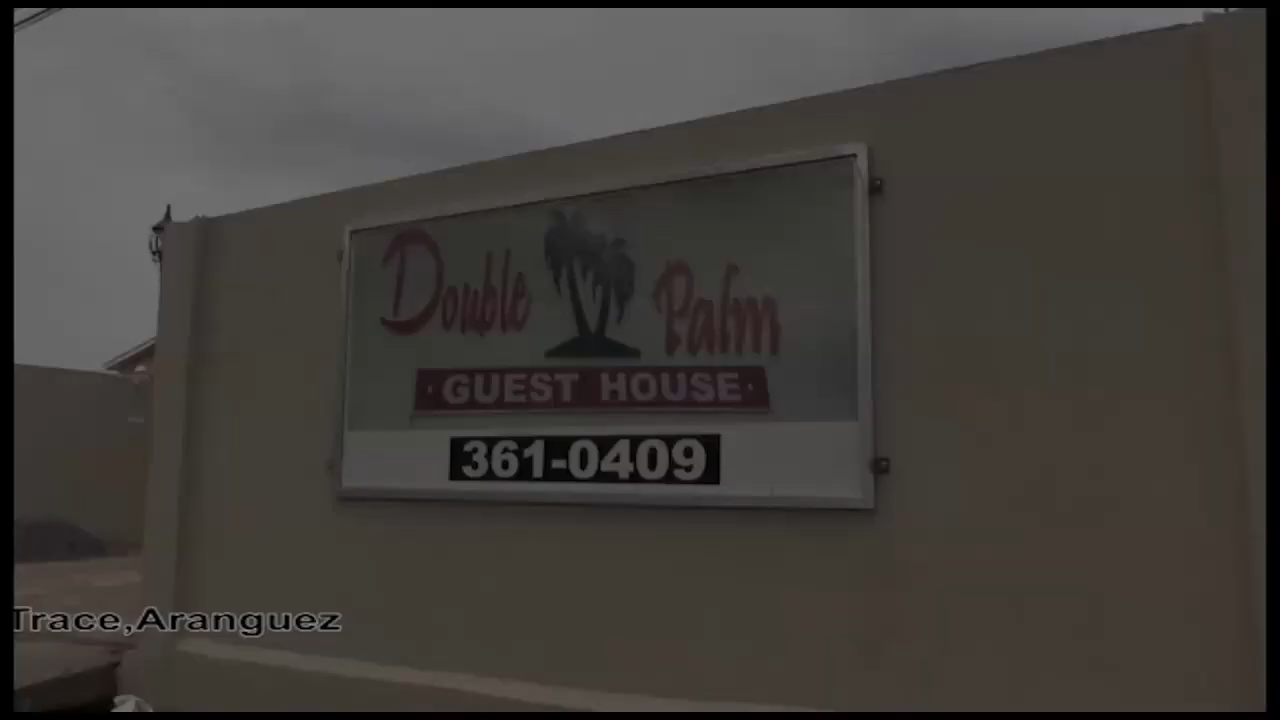 Double Palm
· GUEST HOUSE ·
361-0409
Trace,Aranguez